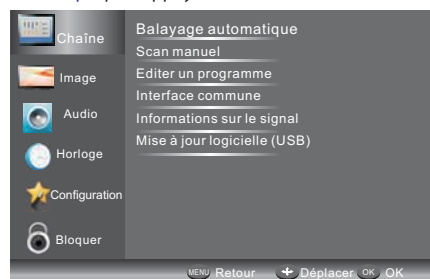 Chaîne
Image
Audio
Horloge
Configuration
Bloquer
Balayage automatique
Scan manuel
Editer un programme
Interface commune
Informations sur le signal
Mise à jour logicielle (USB)
MENU Retour Déplacer OK OK